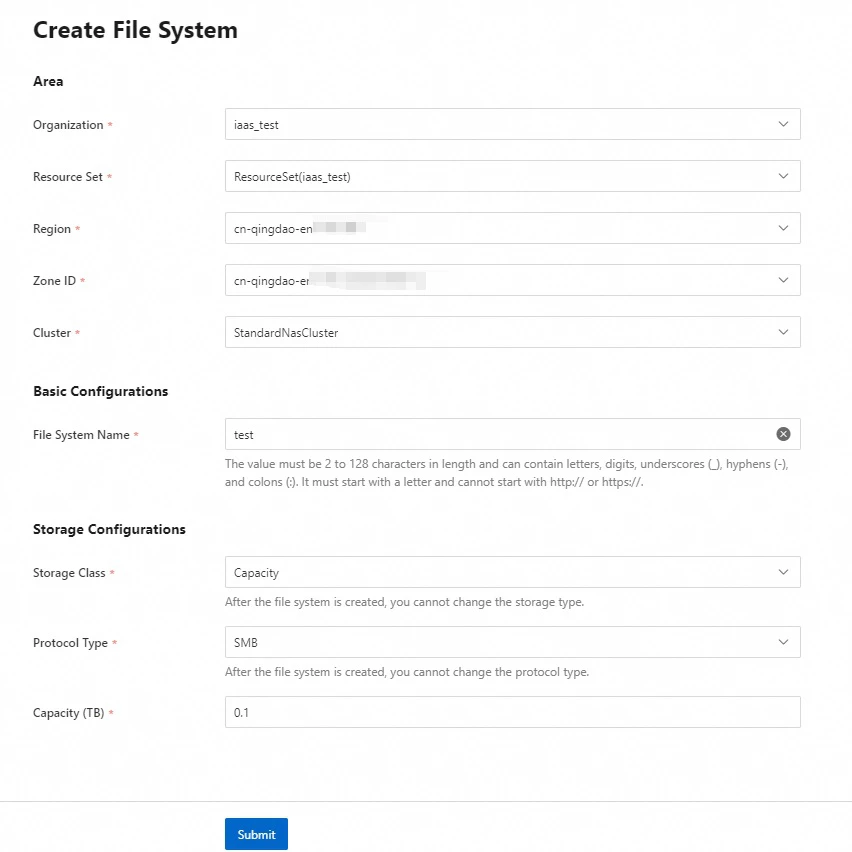 Create File System
Area
Organization *
iaas_test
Resource Set *
ResourceSet(iaas_test)
Region *
cn-qingdao-en
Zone ID *
cn-qingdao-er
Cluster *
StandardNasCluster
Basic Configurations
File System Name *
test
The value must be 2 to 128 characters in length and can contain letters, digits, underscores (_), hyphens (-),
and colons (:). It must start with a letter and cannot start with http:// or https://.
Storage Configurations
Storage Class *
Capacity
After the file system is created, you cannot change the storage type.
Protocol Type *
SMB
After the file system is created, you cannot change the protocol type.
Capacity (TB) *
0.1
Submit